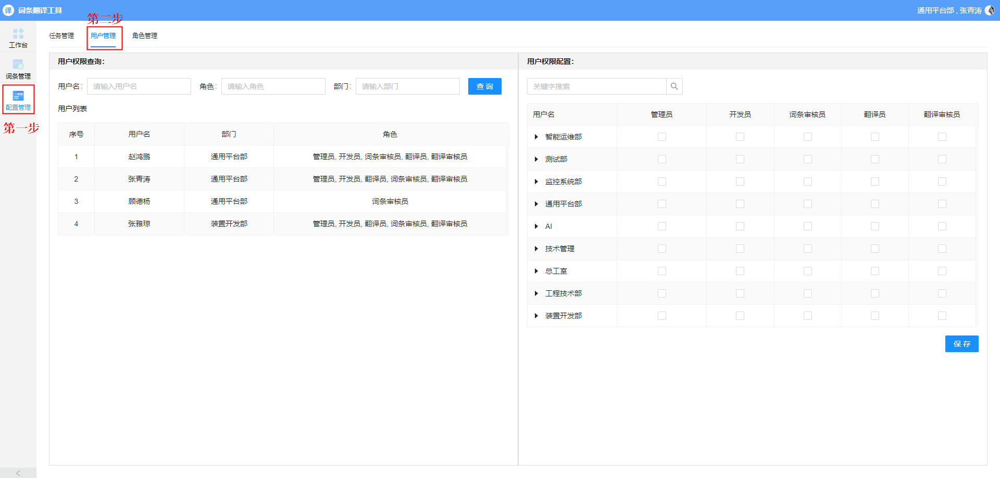 译 词条翻译工具
通用平台部 , 张青涛
第二步
工作台
词条管理
配置管理
第一步
任务管理 用户管理 角色管理
用户权限查询：
用户名： 请输入用户名 角色： 请输入角色 部门： 请输入部门 查 询
用户列表
序号 用户名 部门 角色
1 赵鸿鹏 通用平台部 管理员, 开发员, 词条审核员, 翻译员, 翻译审核员
2 张青涛 通用平台部 管理员, 开发员, 翻译员, 词条审核员, 翻译审核员
3 顾德杨 通用平台部 词条审核员
4 张雅琼 装置开发部 管理员, 开发员, 翻译员, 词条审核员, 翻译审核员
用户权限配置：
关键字搜索
用户名 管理员 开发员 词条审核员 翻译员 翻译审核员
智能运维部
测试部
监控系统部
通用平台部
AI
技术管理
总工室
工程技术部
装置开发部
保 存